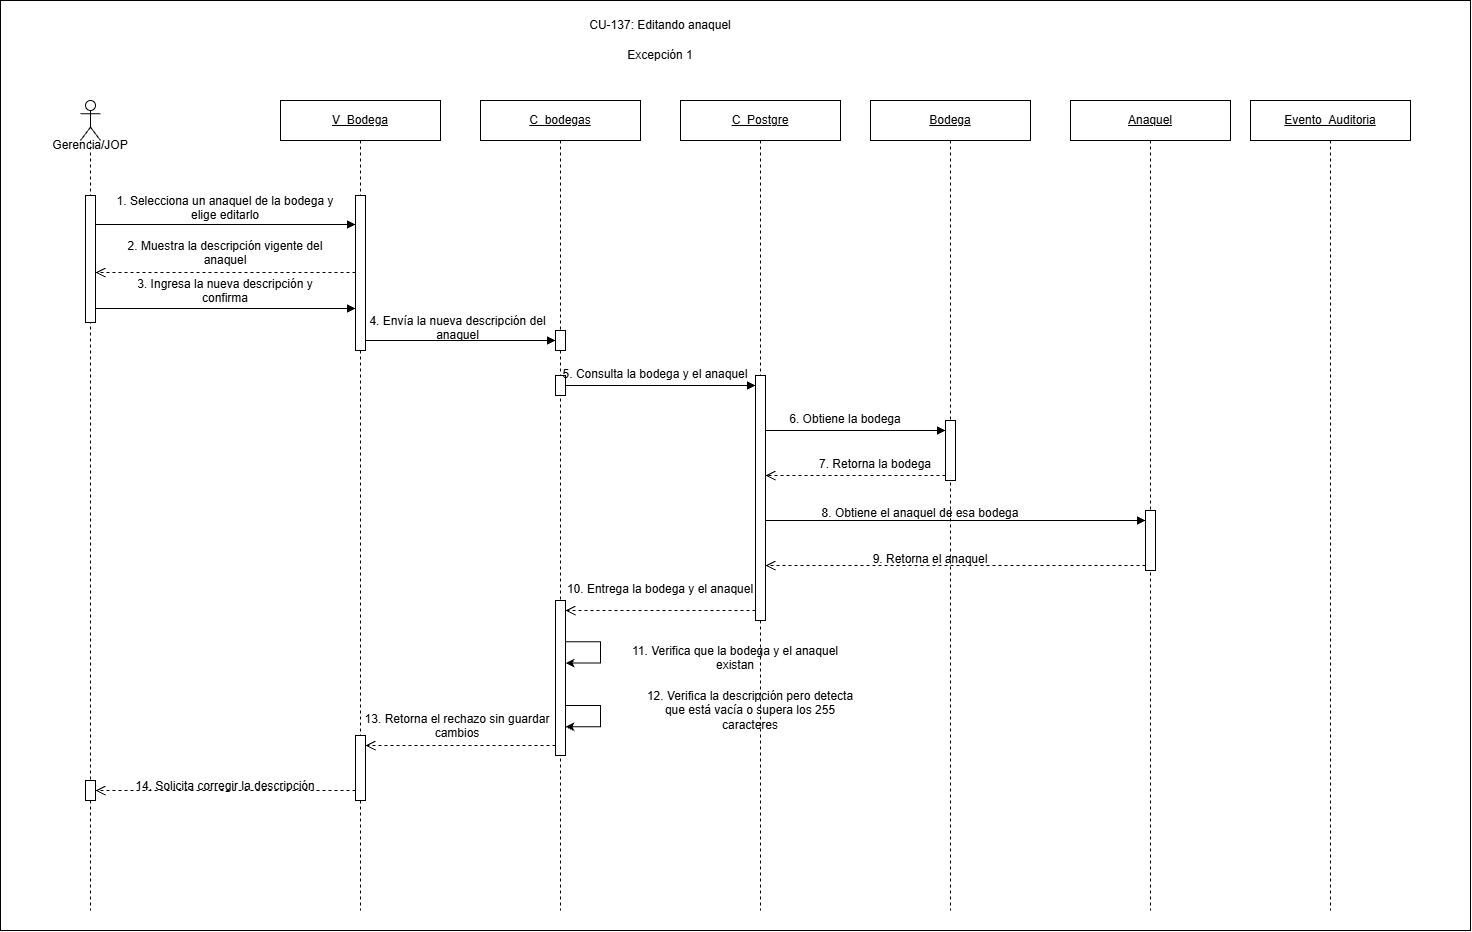 CU-137: Editando anaquel
Excepción 1
Gerencia/JOP
V_Bodega
C_bodegas
C_Postgre
Bodega
Anaquel
Evento_Auditoria
1. Selecciona un anaquel de la bodega y
elige editarlo
2. Muestra la descripción vigente del
anaquel
3. Ingresa la nueva descripción y
confirma
4. Envía la nueva descripción del
anaquel
5. Consulta la bodega y el anaquel
6. Obtiene la bodega
7. Retorna la bodega
8. Obtiene el anaquel de esa bodega
9. Retorna el anaquel
10. Entrega la bodega y el anaquel
11. Verifica que la bodega y el anaquel
existan
12. Verifica la descripción pero detecta
que está vacía o supera los 255
caracteres
13. Retorna el rechazo sin guardar
cambios
14. Solicita corregir la descripción